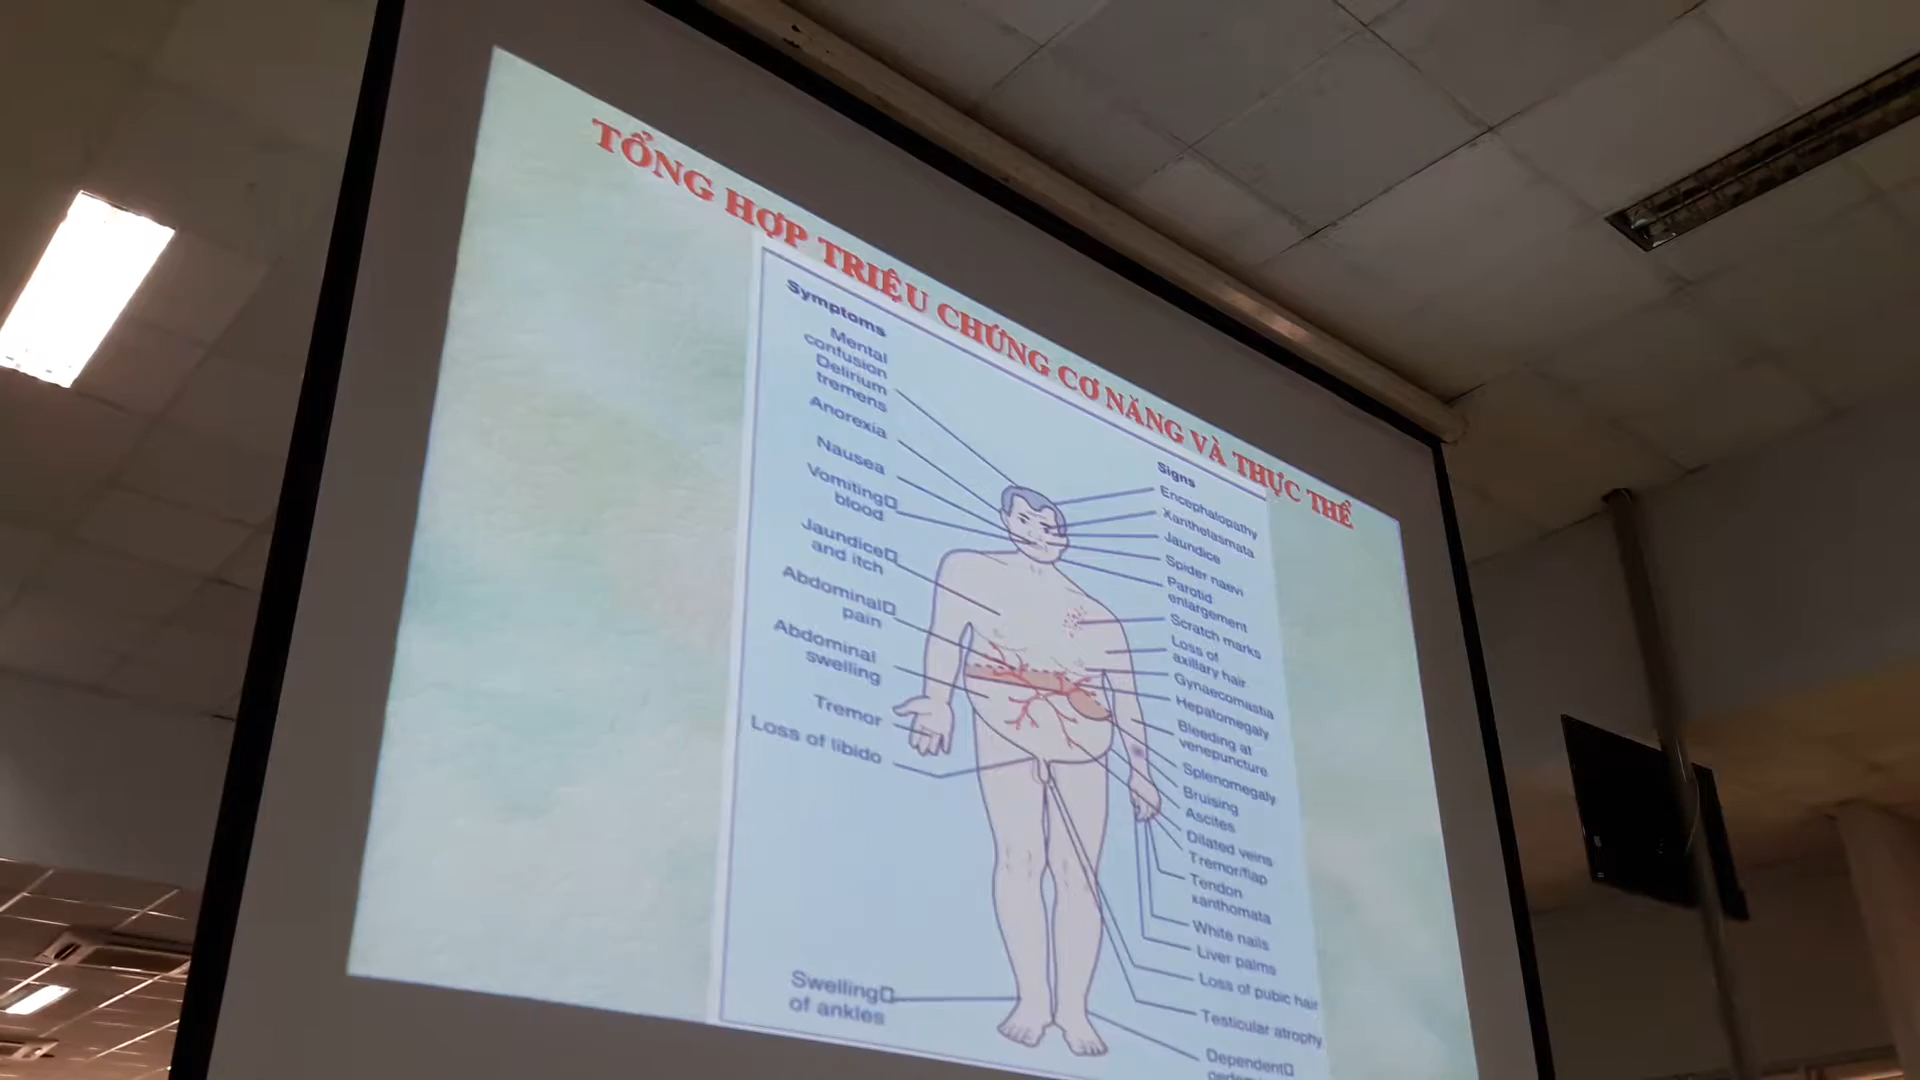 TỔNG HỢP TRIỆU CHỨNG CƠ NĂNG VÀ THỰC THỂ
Symptoms
Mental
confusion
Delirium
tremens
Anorexia
Nausea
Vomiting
blood
Jaundice
and itch
Abdominal
pain
Abdominal
swelling
Tremor
Loss of libido
Swelling
of ankles
Signs
Encephalopathy
Xanthelasmata
Jaundice
Spider naevi
Parotid
enlargement
Scratch marks
Loss of
axillary hair
Gynaecomastia
Hepatomegaly
Bleeding at
venepuncture
Splenomegaly
Bruising
Ascites
Dilated veins
Tremor/flap
Tendon
xanthomata
White nails
Liver palms
Loss of pubic hair
Testicular atrophy
Dependent